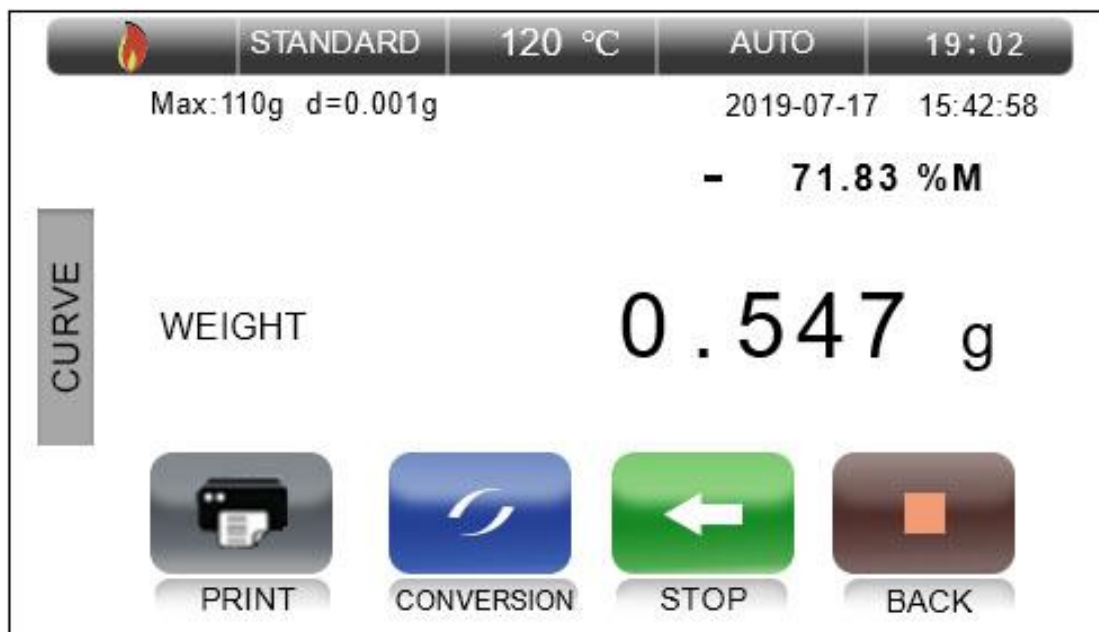 STANDARD 120 ℃ AUTO 19:02
Max:110g d=0.001g 2019-07-17 15:42:58
- 71.83 %M
CURVE
WEIGHT 0.547 g
PRINT CONVERSION STOP BACK